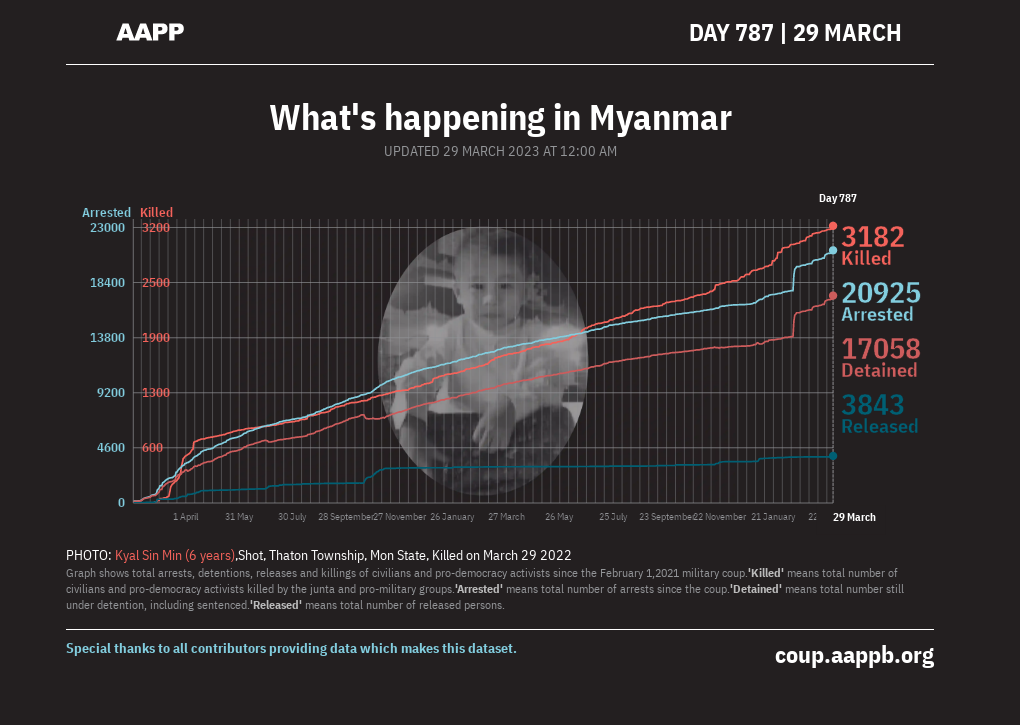 AAPP
DAY 787 | 29 MARCH
What's happening in Myanmar
UPDATED 29 MARCH 2023 AT 12:00 AM
Day 787
Arrested Killed
23000 3200
18400 2500
13800 1900
9200 1300
4600 600
0
3182
Killed
20925
Arrested
17058
Detained
3843
Released
1 April 31 May 30 July 28 September 27 November 26 January 27 March 26 May 25 July 23 September 22 November 21 January 22 29 March
PHOTO: Kyal Sin Min (6 years),Shot, Thaton Township, Mon State, Killed on March 29 2022
Graph shows total arrests, detentions, releases and killings of civilians and pro-democracy activists since the February 1,2021 military coup.'Killed' means total number of
civilians and pro-democracy activists killed by the junta and pro-military groups.'Arrested' means total number of arrests since the coup.'Detained' means total number still
under detention, including sentenced.'Released' means total number of released persons.
Special thanks to all contributors providing data which makes this dataset.
coup.aappb.org